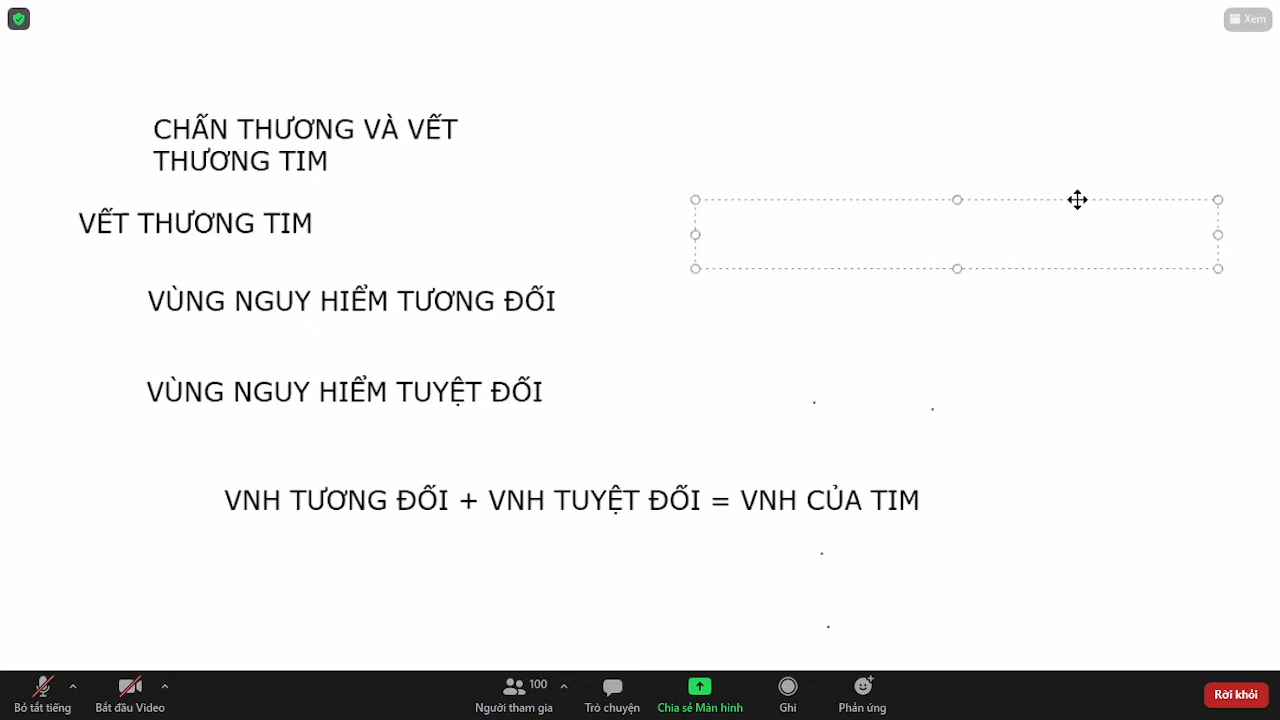 Xem
CHẤN THƯƠNG VÀ VẾT
THƯƠNG TIM
VẾT THƯƠNG TIM
VÙNG NGUY HIỂM TƯƠNG ĐỐI
VÙNG NGUY HIỂM TUYỆT ĐỐI
VNH TƯƠNG ĐỐI + VNH TUYỆT ĐỐI = VNH CỦA TIM
Bỏ tắt tiếng
Bắt đầu Video
100
Người tham gia
Trò chuyện
Chia sẻ Màn hình
Ghi
Phản ứng
Rời khỏi